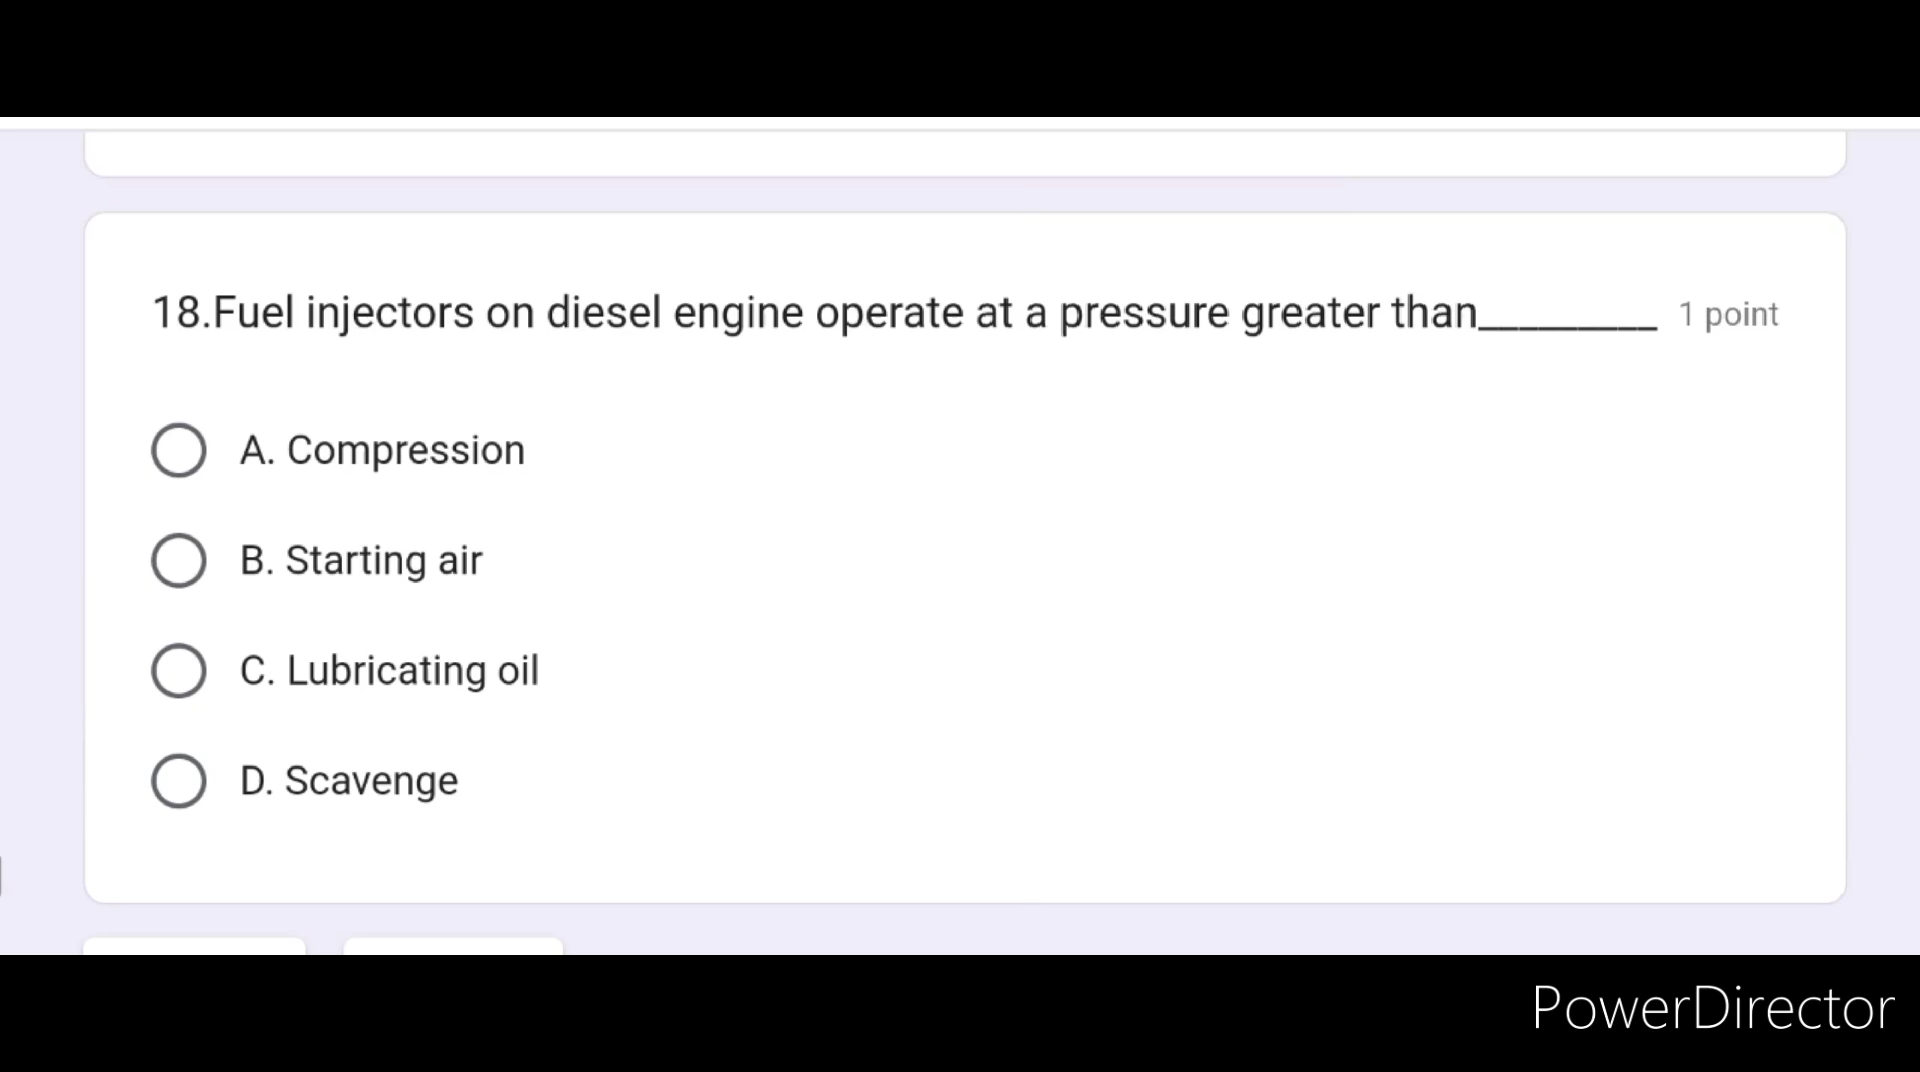 18.Fuel injectors on diesel engine operate at a pressure greater than_________ 1 point
A. Compression
B. Starting air
C. Lubricating oil
D. Scavenge
PowerDirector